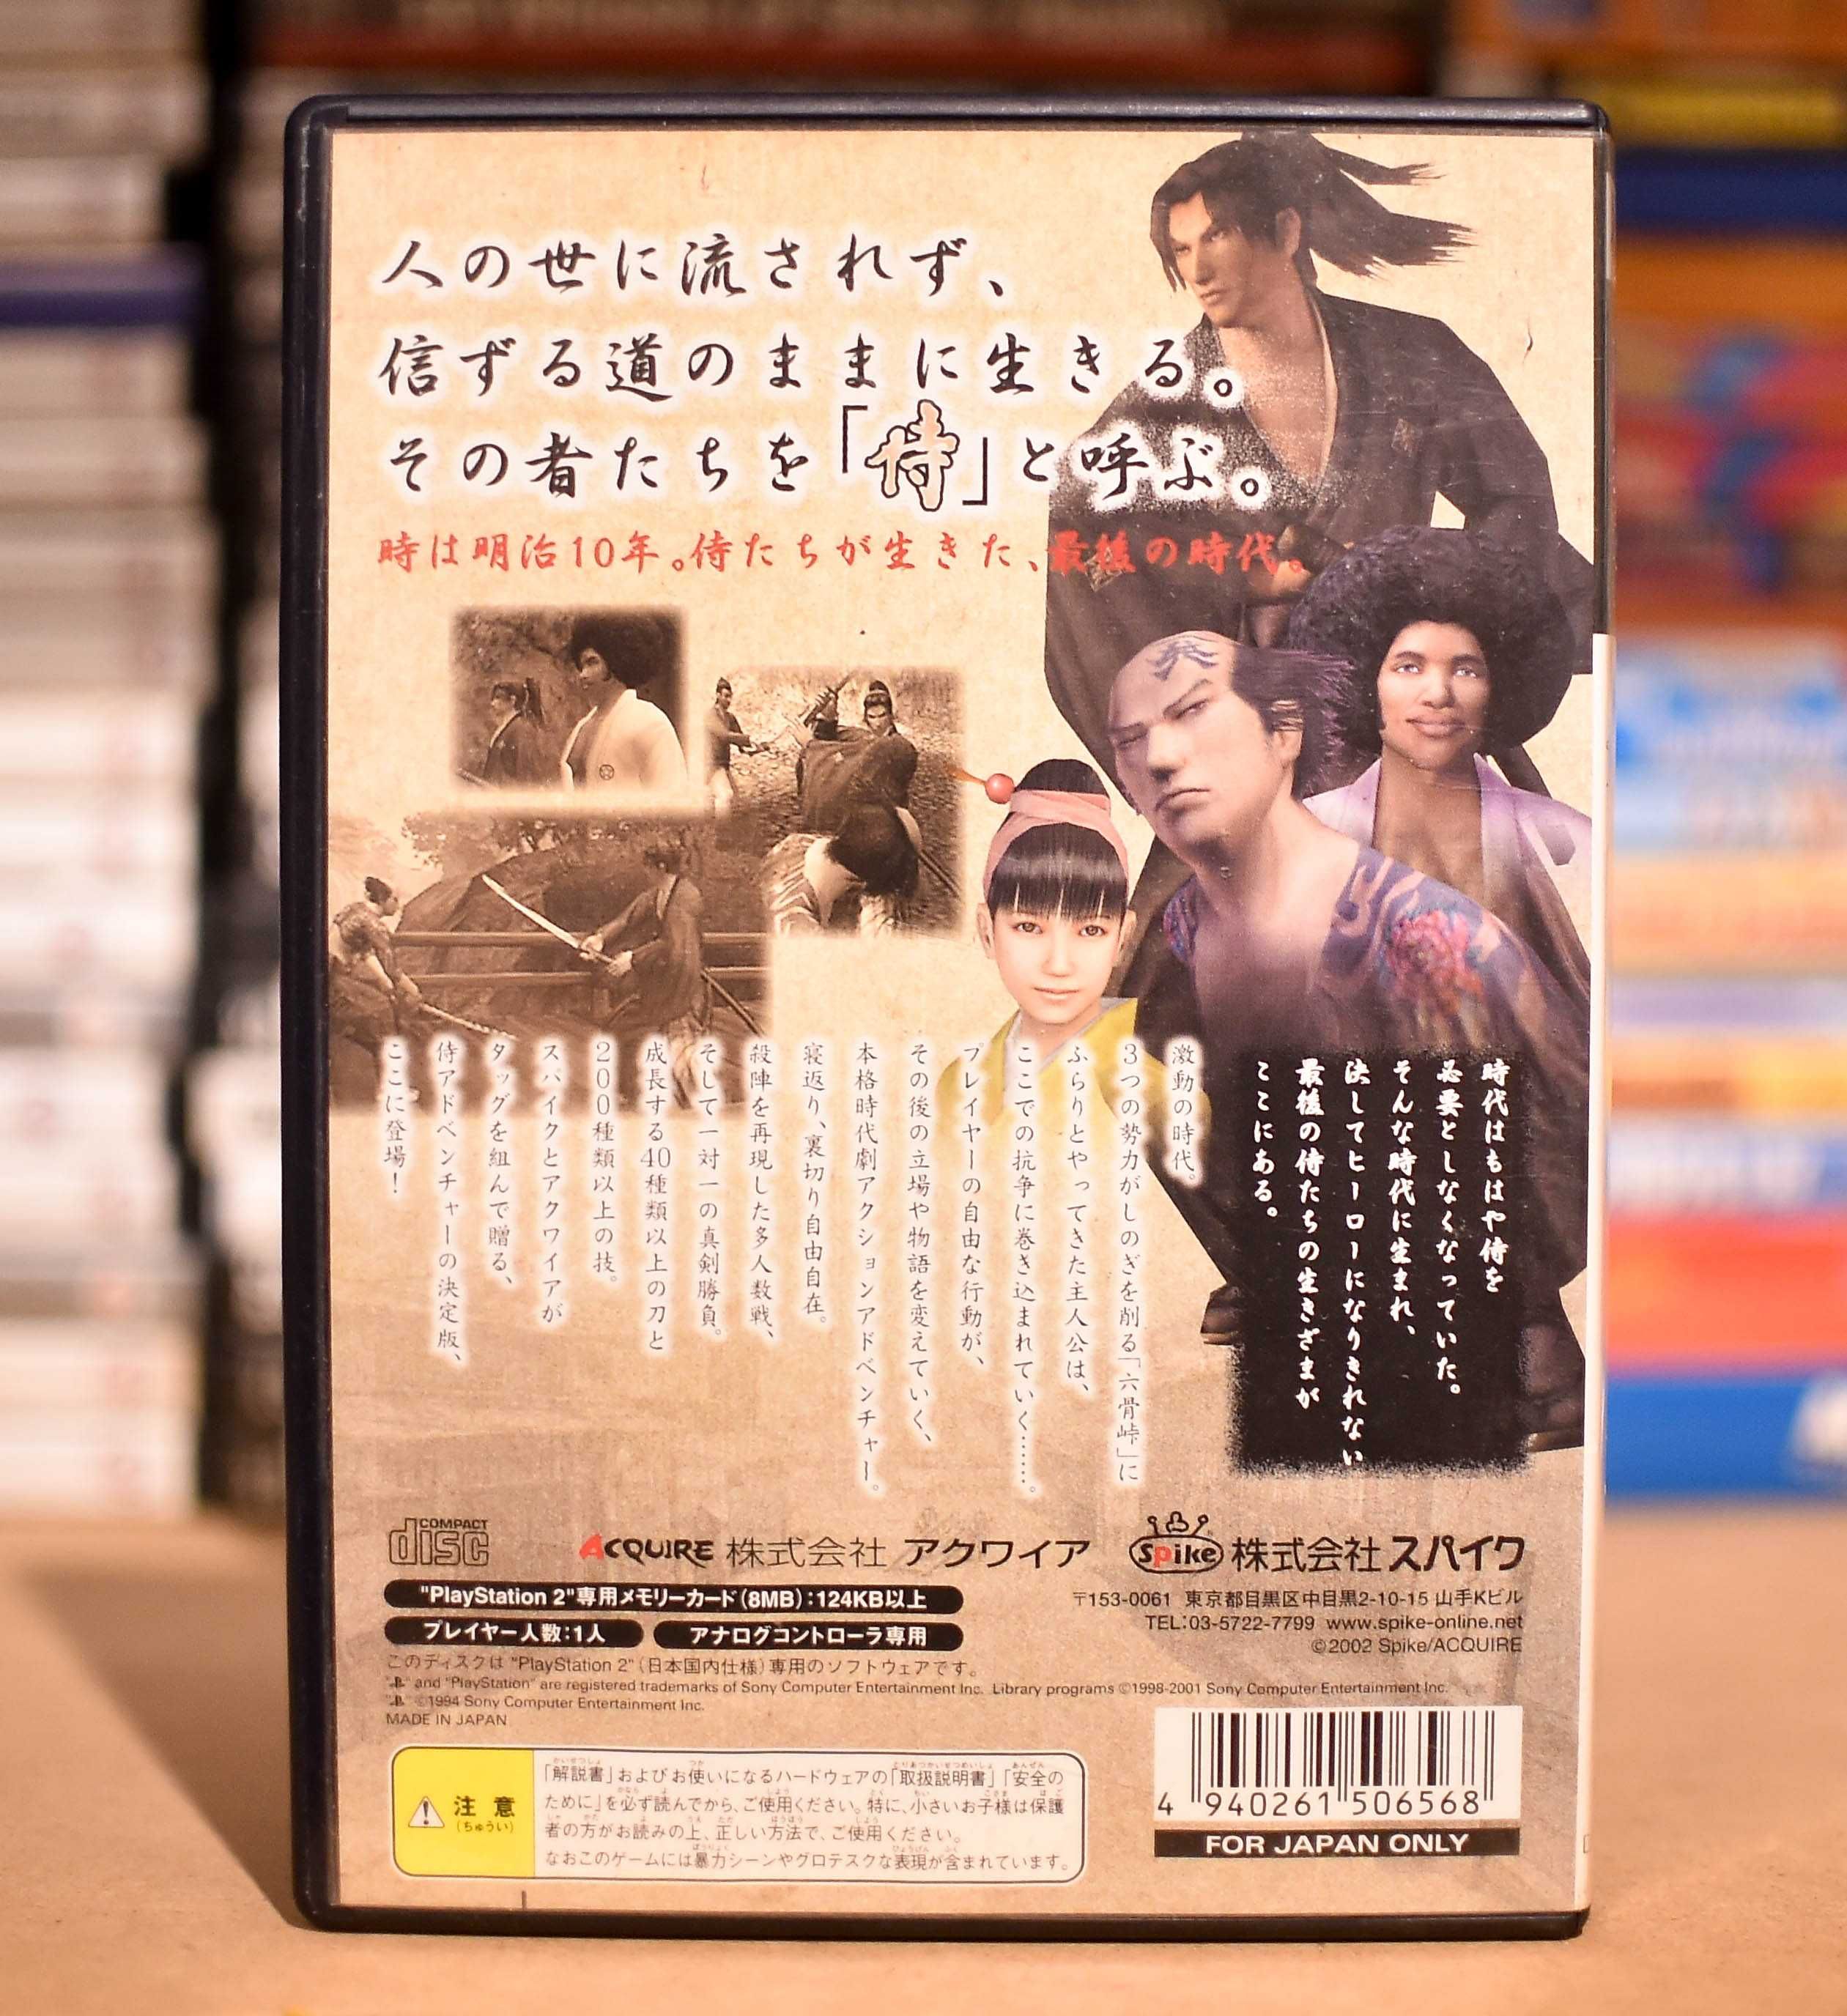 人の世に流されず、
信ずる道のままに生きる。
その者たちを「侍」と呼ぶ。
時は明治10年。侍たちが生きた、最後の時代。
時代はもはや侍を
必要としなくなっていた。
そんな時代に生まれ、
決してヒーローになりきれない
最後の侍たちの生きざまが
ここにある。
激動の時代。
3つの勢力がしのぎを削る「六骨峠」に
ふらりとやってきた主人公は、
ここでの抗争に巻き込まれていく……。
プレイヤーの自由な行動が、
その後の立場や物語を変えていく、
本格時代劇アクションアドベンチャー。
寝返り、裏切り自由自在。
殺陣を再現した多人数戦、
そして一対一の真剣勝負。
成長する40種類以上の刀と
200種類以上の技。
スパイクとアクワイアが
タッグを組んで贈る、
侍アドベンチャーの決定版、
ここに登場！
COMPACT
disc
ACQUIRE 株式会社 アクワイア
Spike 株式会社スパイク
"PlayStation 2"専用メモリーカード(8MB):124KB以上
プレイヤー人数:1人
アナログコントローラ専用
〒153-0061 東京都目黒区中目黒2-10-15 山手Kビル
TEL:03-5722-7799 www.spike-online.net
©2002 Spike/ACQUIRE
このディスクは "PlayStation 2" (日本国内仕様) 専用のソフトウェアです。
" " and "PlayStation" are registered trademarks of Sony Computer Entertainment Inc. Library programs ©1998-2001 Sony Computer Entertainment Inc.
" " ©1994 Sony Computer Entertainment Inc.
MADE IN JAPAN
注意
(ちゅうい)
「解説書」およびお使いになるハードウェアの「取扱説明書」「安全の
ために」を必ず読んでから、ご使用ください。特に、小さいお子様は保護
者の方がお読みの上、正しい方法で、ご使用ください。
なおこのゲームには暴力シーンやグロテスクな表現が含まれています。
4 940261 506568
FOR JAPAN ONLY